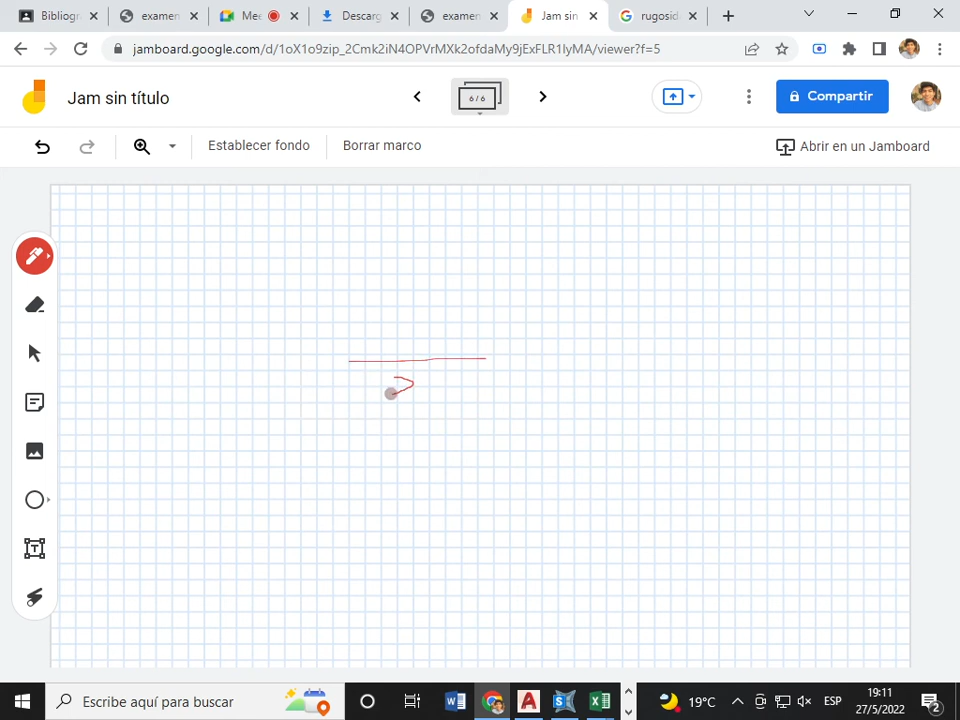 Bibliogr
examen
Mee
Descarg
examen
Jam sin
rugosid
jamboard.google.com/d/1oX1o9zip_2Cmk2iN4OPVrMXk2ofdaMy9jExFLR1lyMA/viewer?f=5
Jam sin título
6 / 6
Compartir
Establecer fondo
Borrar marco
Abrir en un Jamboard
Escribe aquí para buscar
19°C
ESP
19:11
27/5/2022
2